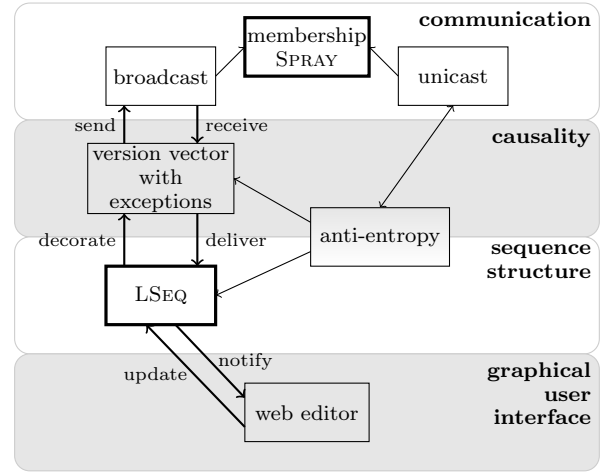 communication
membership
SPRAY
broadcast
unicast
send
receive
causality
version vector
with
exceptions
anti-entropy
decorate
deliver
sequence
structure
LSEQ
notify
update
graphical
user
interface
web editor